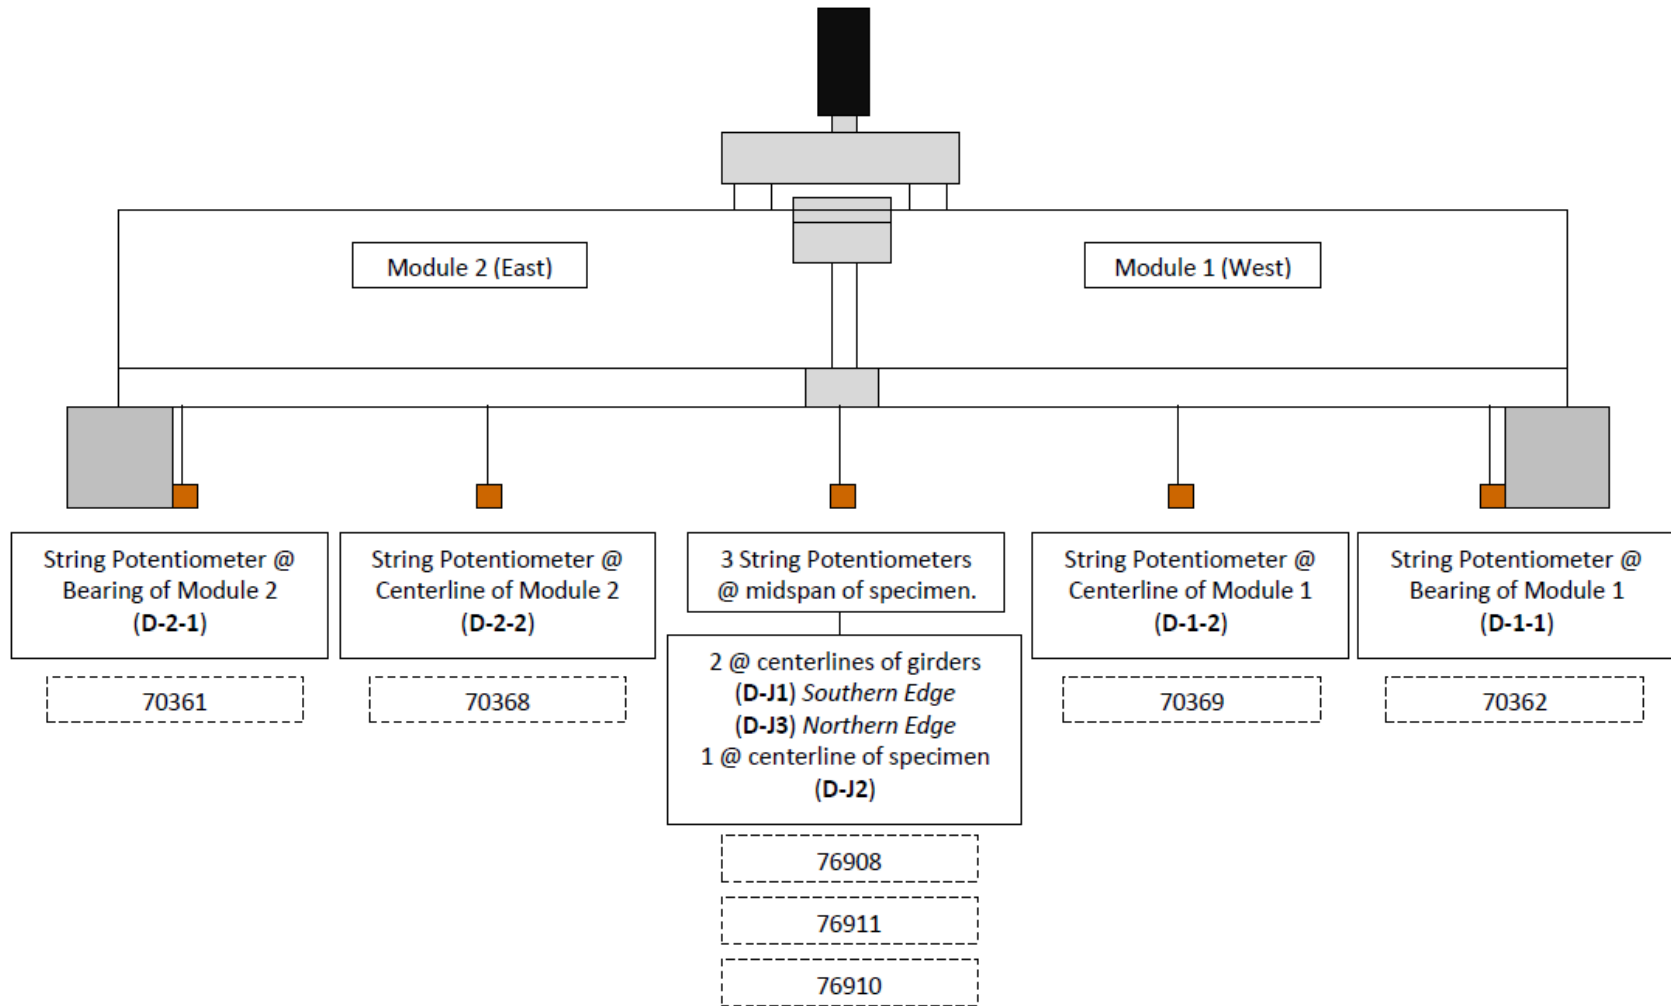 Module 2 (East)
Module 1 (West)
String Potentiometer @
Bearing of Module 2
(D-2-1)
70361
String Potentiometer @
Centerline of Module 2
(D-2-2)
70368
3 String Potentiometers
@ midspan of specimen.
2 @ centerlines of girders
(D-J1) Southern Edge
(D-J3) Northern Edge
1 @ centerline of specimen
(D-J2)
76908
76911
76910
String Potentiometer @
Centerline of Module 1
(D-1-2)
70369
String Potentiometer @
Bearing of Module 1
(D-1-1)
70362